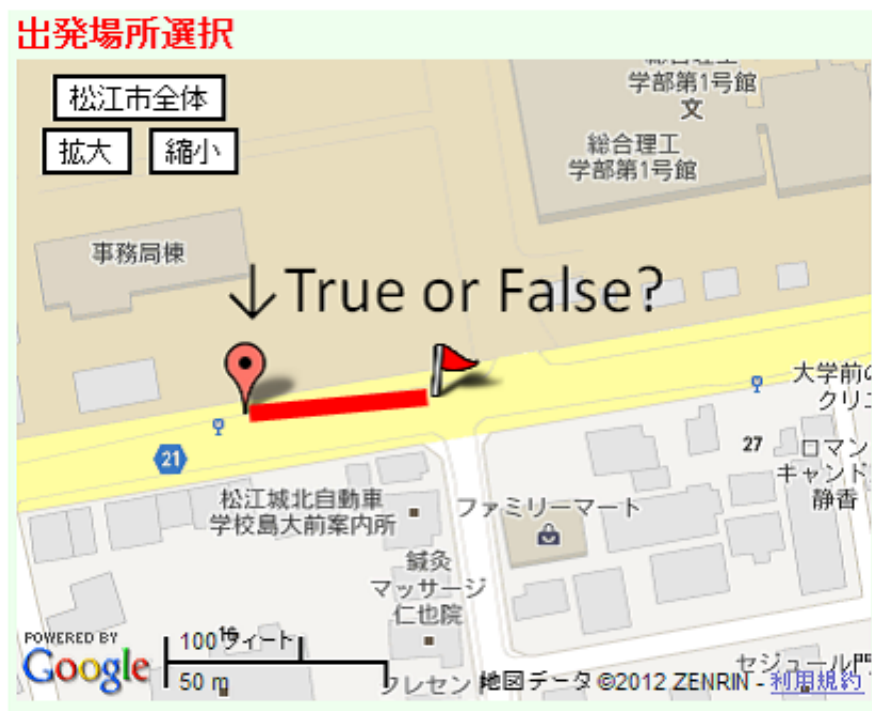 出発場所選択
松江市全体
拡大
縮小
学部第1号館
文
総合理工
学部第1号館
事務局棟
↓True or False?
大学前の
クリニ
21
27
ロマン
キャンド
静香
松江城北自動車
学校島大前案内所
ファミリーマート
鍼灸
マッサージ
仁也院
POWERED BY
Google
100 フィート
50 m
クレセン
セジュール門
地図データ ©2012 ZENRIN - 利用規約